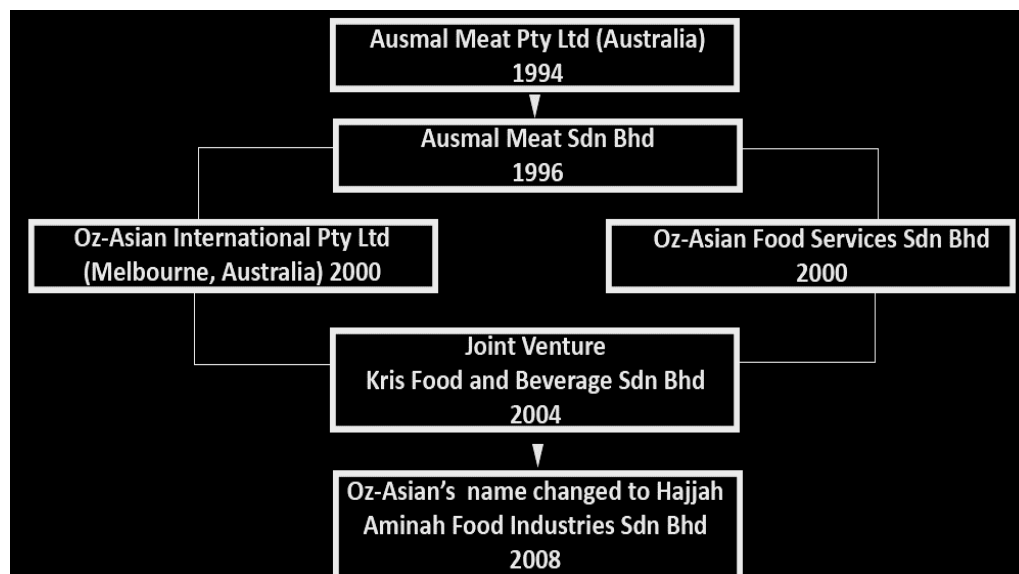 Ausmal Meat Pty Ltd (Australia)
1994
Ausmal Meat Sdn Bhd
1996
Oz-Asian International Pty Ltd
(Melbourne, Australia) 2000
Oz-Asian Food Services Sdn Bhd
2000
Joint Venture
Kris Food and Beverage Sdn Bhd
2004
Oz-Asian’s name changed to Hajjah
Aminah Food Industries Sdn Bhd
2008